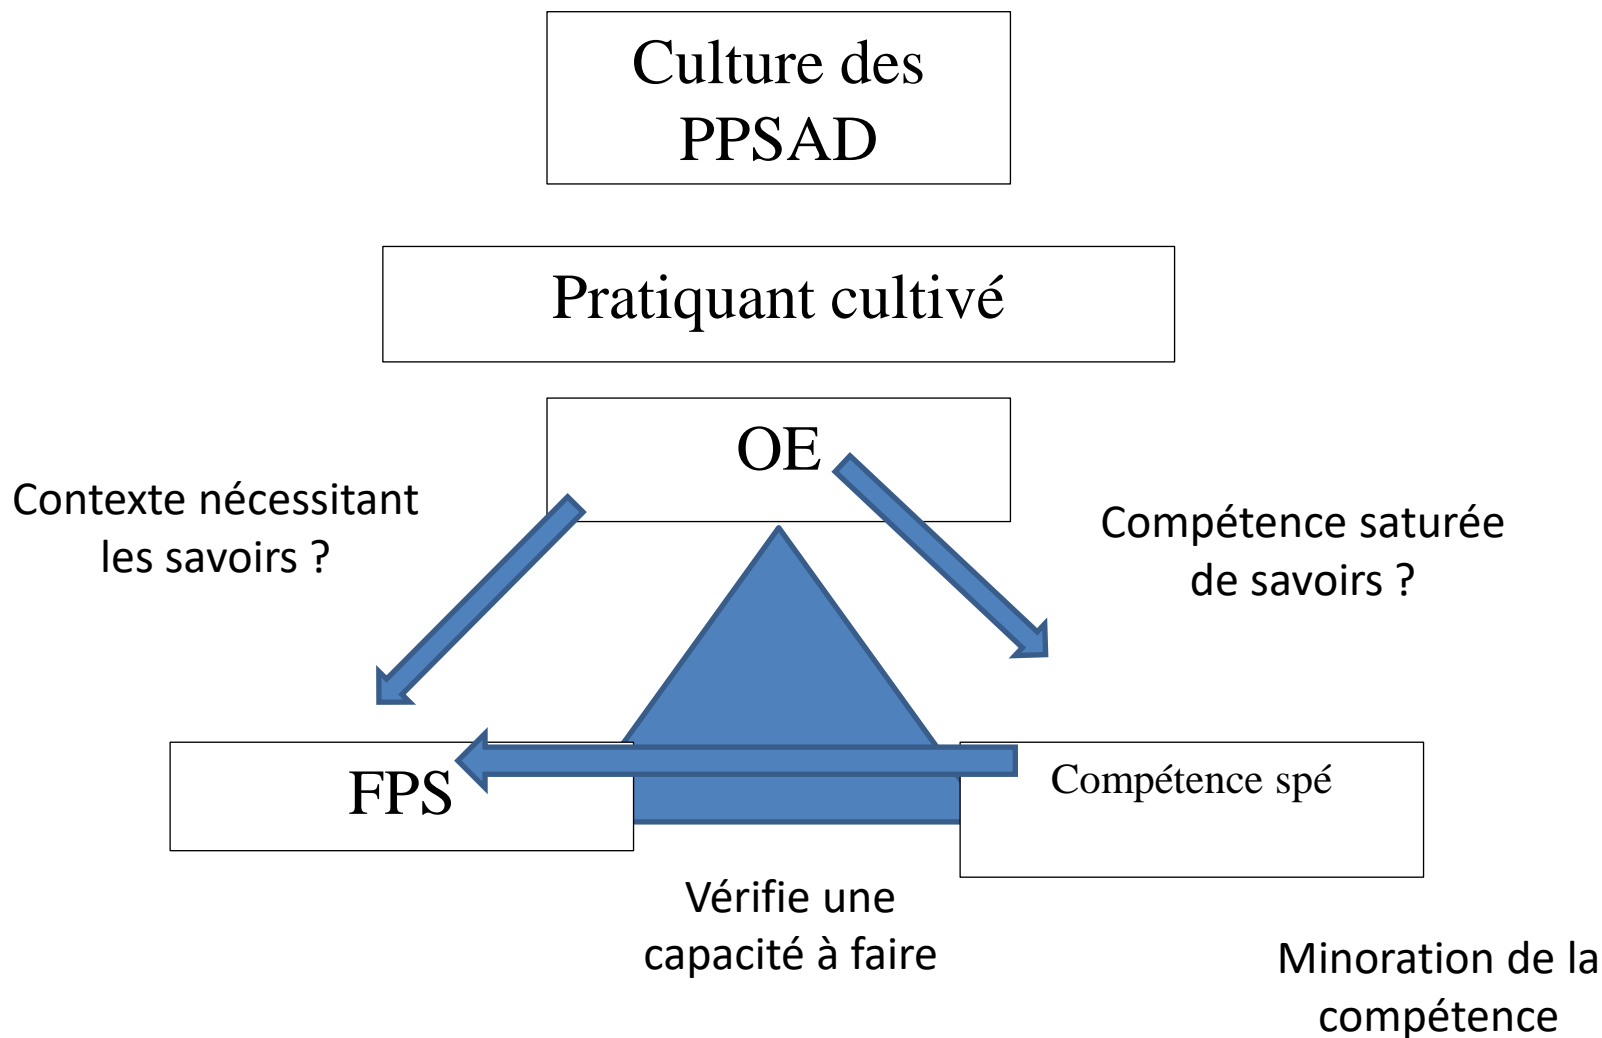 Culture des
PPSAD
Pratiquant cultivé
OE
Contexte nécessitant
les savoirs ?
Compétence saturée
de savoirs ?
FPS
Compétence spé
Vérifie une
capacité à faire
Minoration de la
compétence